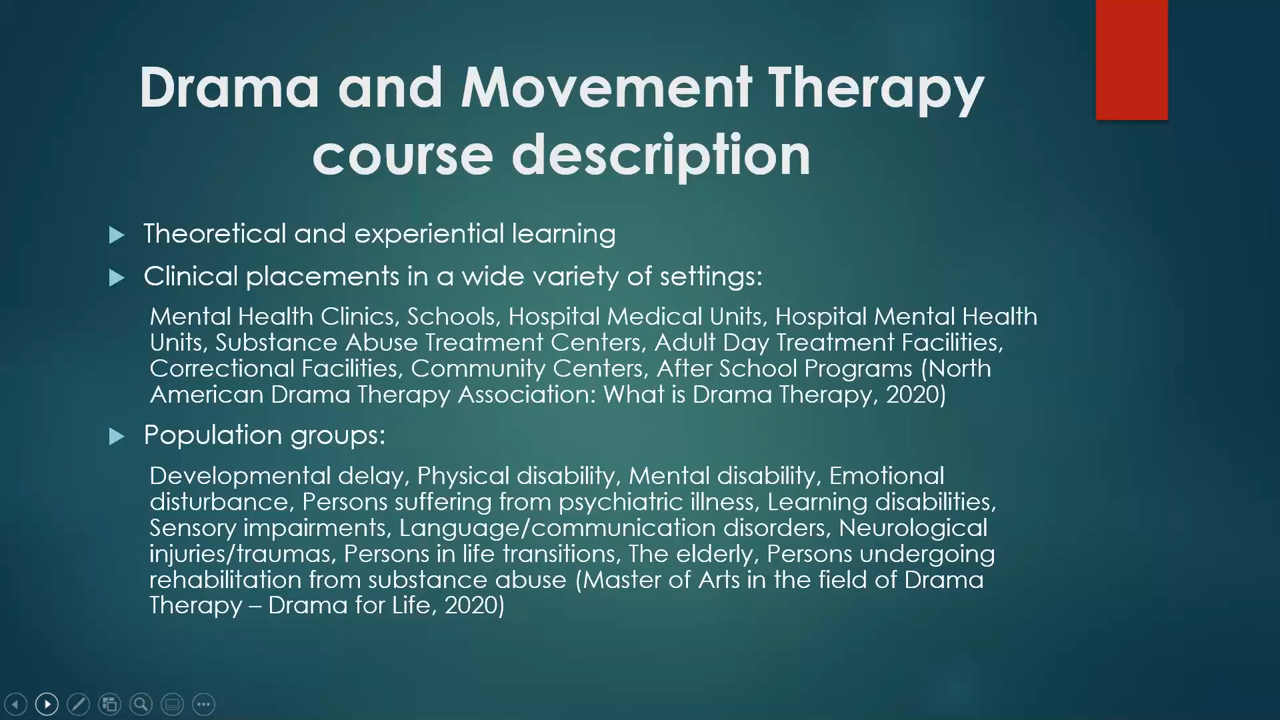 Drama and Movement Therapy
course description
Theoretical and experiential learning
Clinical placements in a wide variety of settings:
Mental Health Clinics, Schools, Hospital Medical Units, Hospital Mental Health
Units, Substance Abuse Treatment Centers, Adult Day Treatment Facilities,
Correctional Facilities, Community Centers, After School Programs (North
American Drama Therapy Association: What is Drama Therapy, 2020)
Population groups:
Developmental delay, Physical disability, Mental disability, Emotional
disturbance, Persons suffering from psychiatric illness, Learning disabilities,
Sensory impairments, Language/communication disorders, Neurological
injuries/traumas, Persons in life transitions, The elderly, Persons undergoing
rehabilitation from substance abuse (Master of Arts in the field of Drama
Therapy – Drama for Life, 2020)